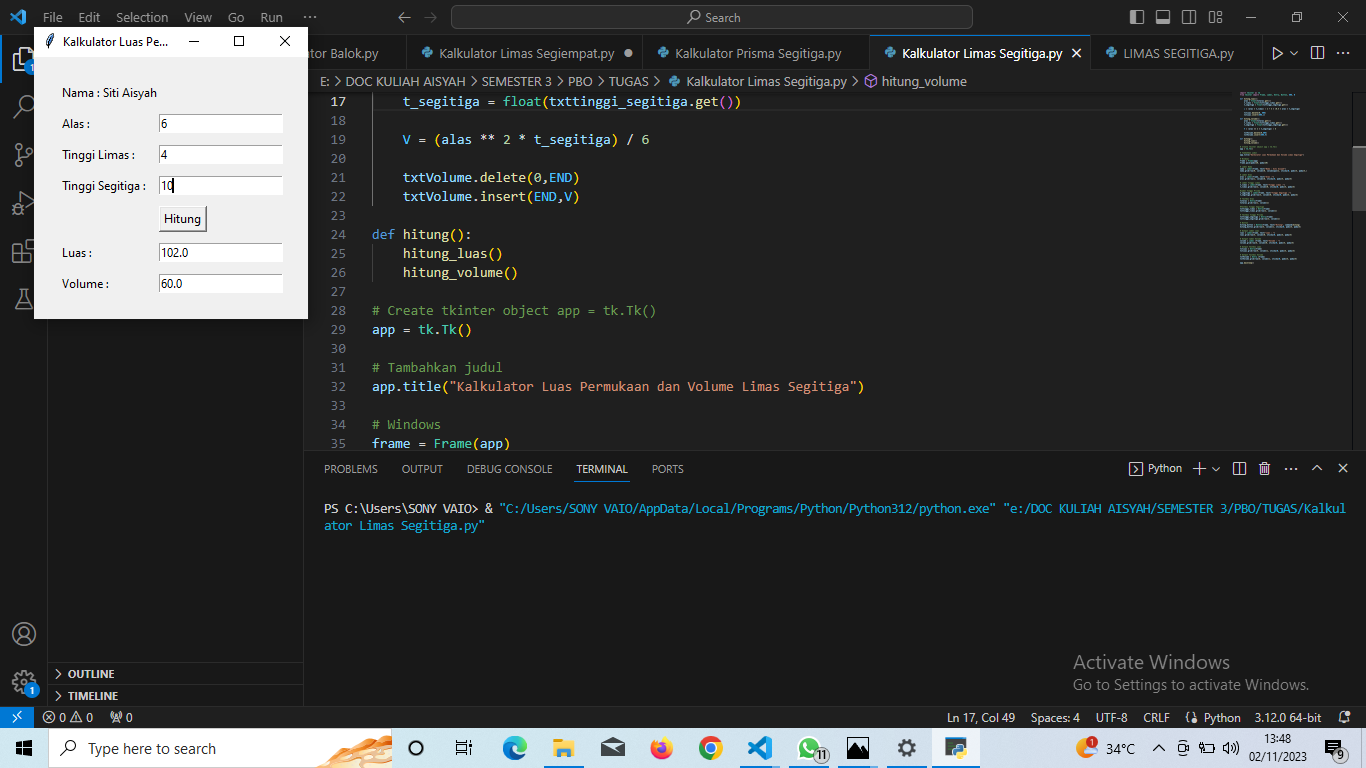 File Edit Selection View Go Run ··· Search
Kalkulator Luas Pe...
Nama : Siti Aisyah
Alas : 6
Tinggi Limas : 4
Tinggi Segitiga : 10
Hitung
Luas : 102.0
Volume : 60.0
tor Balok.py Kalkulator Limas Segiempat.py Kalkulator Prisma Segitiga.py Kalkulator Limas Segitiga.py LIMAS SEGITIGA.py
E: > DOC KULIAH AISYAH > SEMESTER 3 > PBO > TUGAS > Kalkulator Limas Segitiga.py > hitung_volume
17 t_segitiga = float(txttinggi_segitiga.get())
18
19 V = (alas ** 2 * t_segitiga) / 6
20
21 txtVolume.delete(0,END)
22 txtVolume.insert(END,V)
23
24 def hitung():
25 hitung_luas()
26 hitung_volume()
27
28 # Create tkinter object app = tk.Tk()
29 app = tk.Tk()
30
31 # Tambahkan judul
32 app.title("Kalkulator Luas Permukaan dan Volume Limas Segitiga")
33
34 # Windows
35 frame = Frame(app)
PROBLEMS OUTPUT DEBUG CONSOLE TERMINAL PORTS Python
PS C:\Users\SONY VAIO> & "C:/Users/SONY VAIO/AppData/Local/Programs/Python/Python312/python.exe" "e:/DOC KULIAH AISYAH/SEMESTER 3/PBO/TUGAS/Kalkul
ator Limas Segitiga.py"
OUTLINE
TIMELINE
1
1
Activate Windows
Go to Settings to activate Windows.
0 0 0 Ln 17, Col 49 Spaces: 4 UTF-8 CRLF Python 3.12.0 64-bit
Type here to search 11 1 34°C 13:48
02/11/2023 9